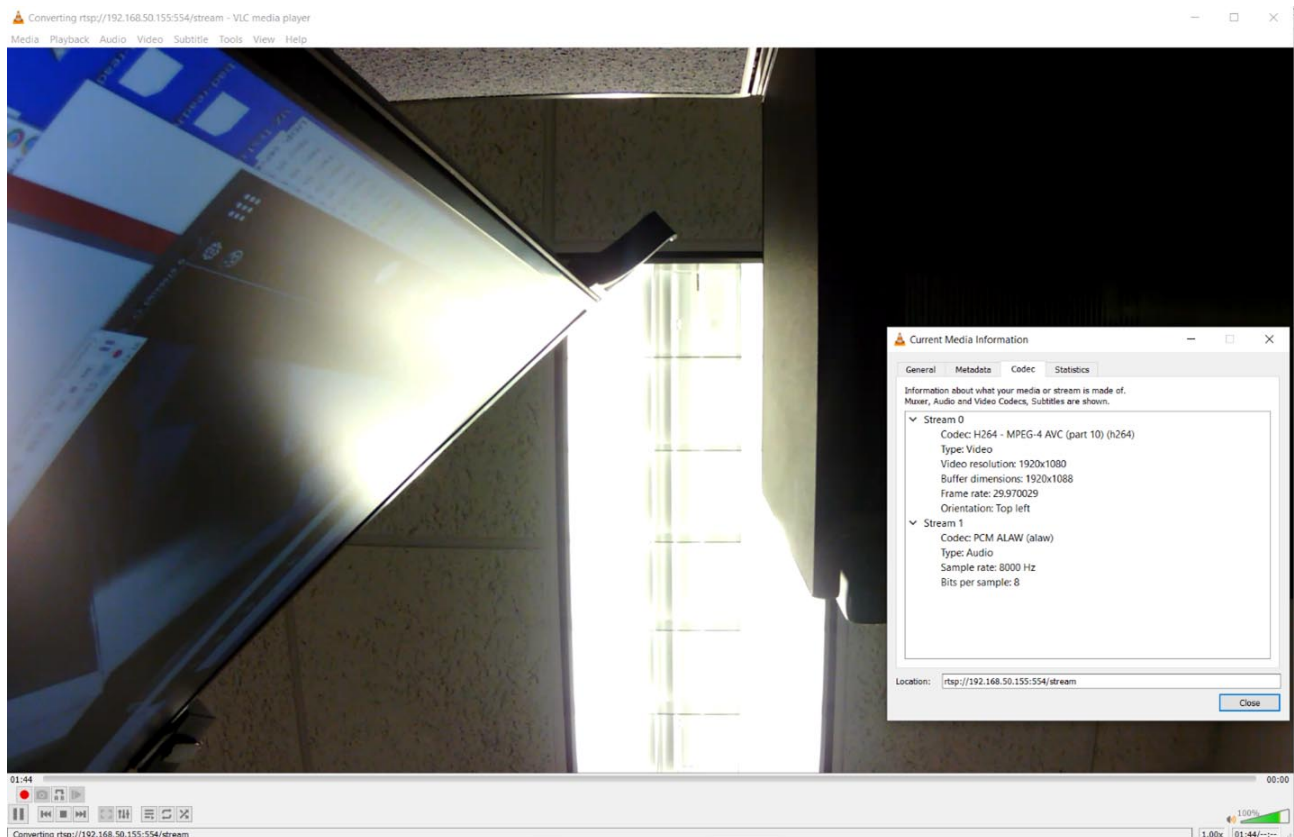 Converting rtsp://192.168.50.155:554/stream - VLC media player
Media Playback Audio Video Subtitle Tools View Help
Current Media Information
General Metadata Codec Statistics
Information about what your media or stream is made of.
Muxer, Audio and Video Codecs, Subtitles are shown.
Stream 0
Codec: H264 - MPEG-4 AVC (part 10) (h264)
Type: Video
Video resolution: 1920x1080
Buffer dimensions: 1920x1088
Frame rate: 29.970029
Orientation: Top left
Stream 1
Codec: PCM ALAW (alaw)
Type: Audio
Sample rate: 8000 Hz
Bits per sample: 8
Location: rtsp://192.168.50.155:554/stream
Close
01:44 00:00
100%
Converting rtsp://192.168.50.155:554/stream 1.00x 01:44/--:--